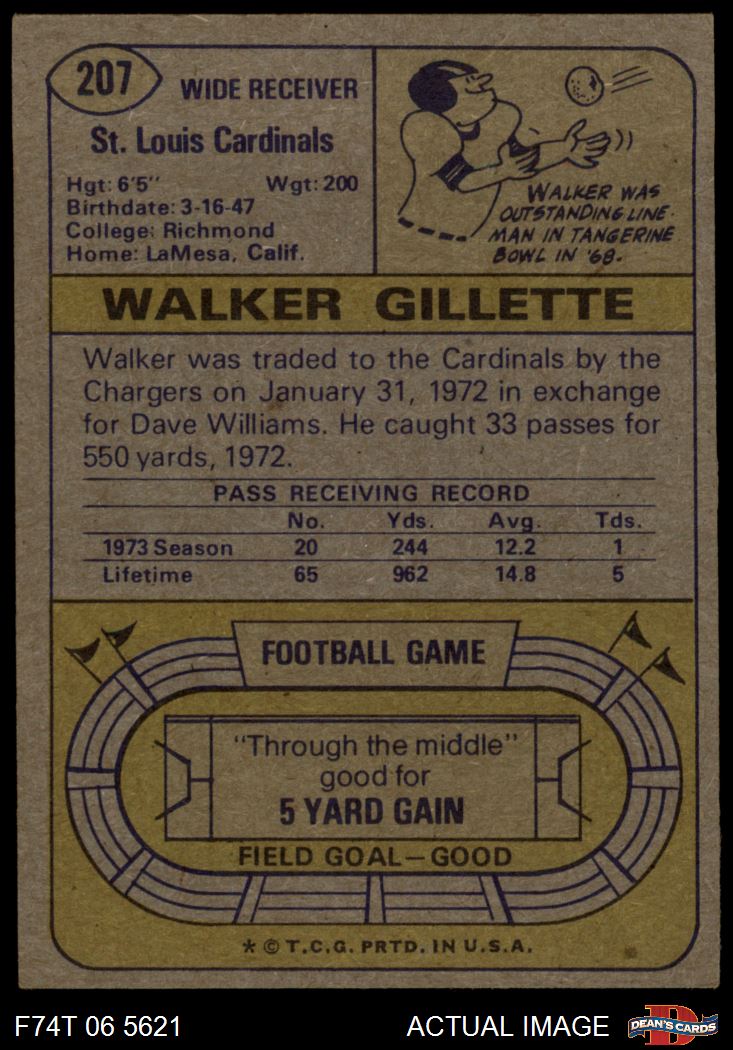 207
WIDE RECEIVER
St. Louis Cardinals
Hgt: 6'5" Wgt: 200
Birthdate: 3-16-47
College: Richmond
Home: LaMesa, Calif.
WALKER WAS
OUTSTANDING LINE-
MAN IN TANGERINE
BOWL IN '68.
WALKER GILLETTE
Walker was traded to the Cardinals by the
Chargers on January 31, 1972 in exchange
for Dave Williams. He caught 33 passes for
550 yards, 1972.
PASS RECEIVING RECORD
No. Yds. Avg. Tds.
1973 Season 20 244 12.2 1
Lifetime 65 962 14.8 5
FOOTBALL GAME
"Through the middle"
good for
5 YARD GAIN
FIELD GOAL—GOOD
* © T.C.G. PRTD. IN U.S.A.
F74T 06 5621 ACTUAL IMAGE D DEAN'S CARDS